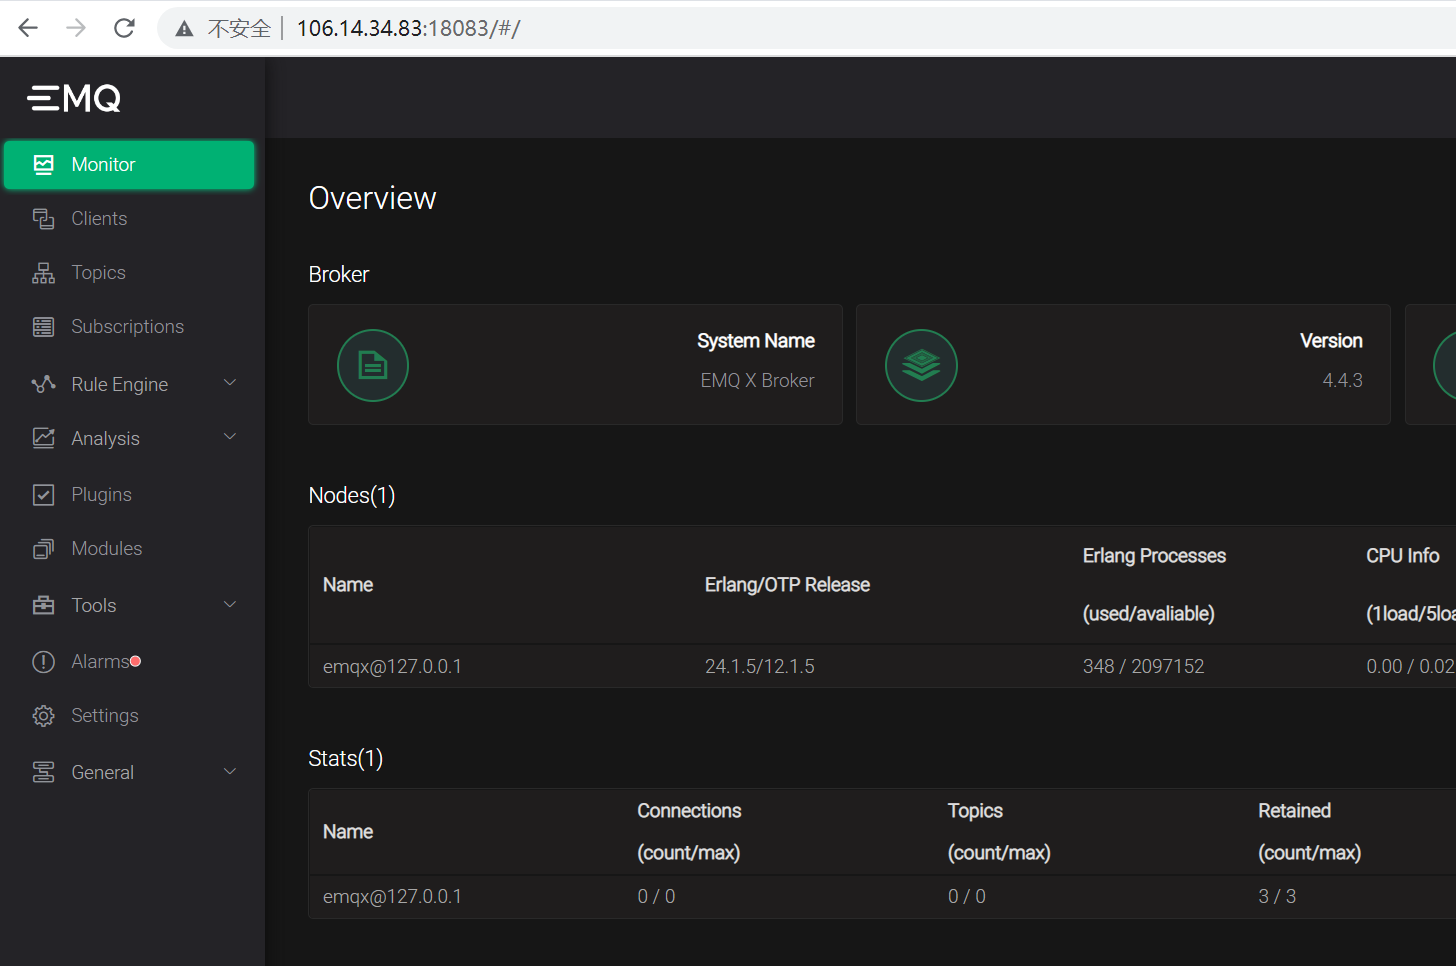 不安全 | 106.14.34.83:18083/#/
EMQ
Monitor
Clients
Topics
Subscriptions
Rule Engine
Analysis
Plugins
Modules
Tools
Alarms
Settings
General
Overview
Broker
System Name
EMQ X Broker
Version
4.4.3
Nodes(1)
Name
Erlang/OTP Release
Erlang Processes
(used/avaliable)
CPU Info
(1load/5loa
emqx@127.0.0.1
24.1.5/12.1.5
348 / 2097152
0.00 / 0.02
Stats(1)
Name
Connections
(count/max)
Topics
(count/max)
Retained
(count/max)
emqx@127.0.0.1
0 / 0
0 / 0
3 / 3